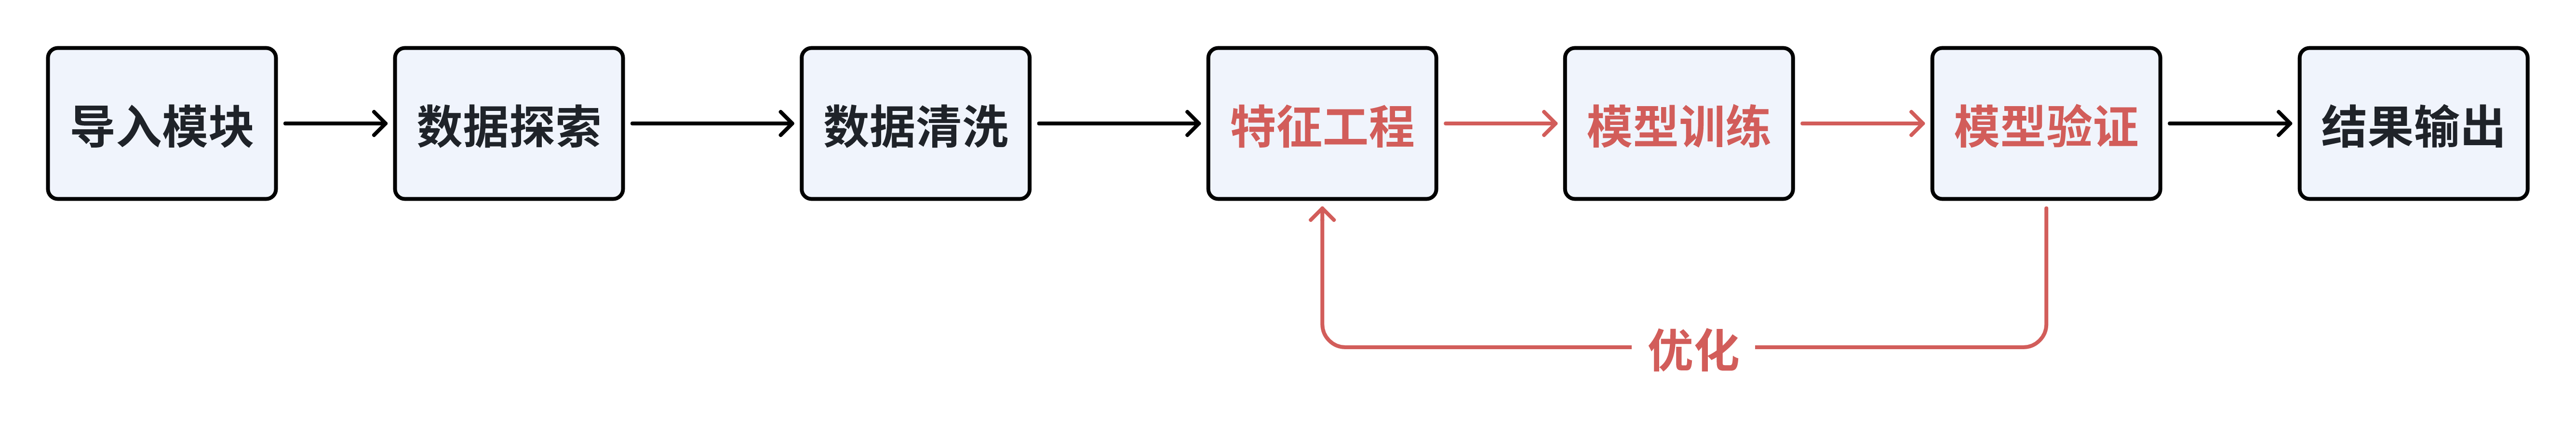 导入模块
数据探索
数据清洗
特征工程
模型训练
模型验证
结果输出
优化